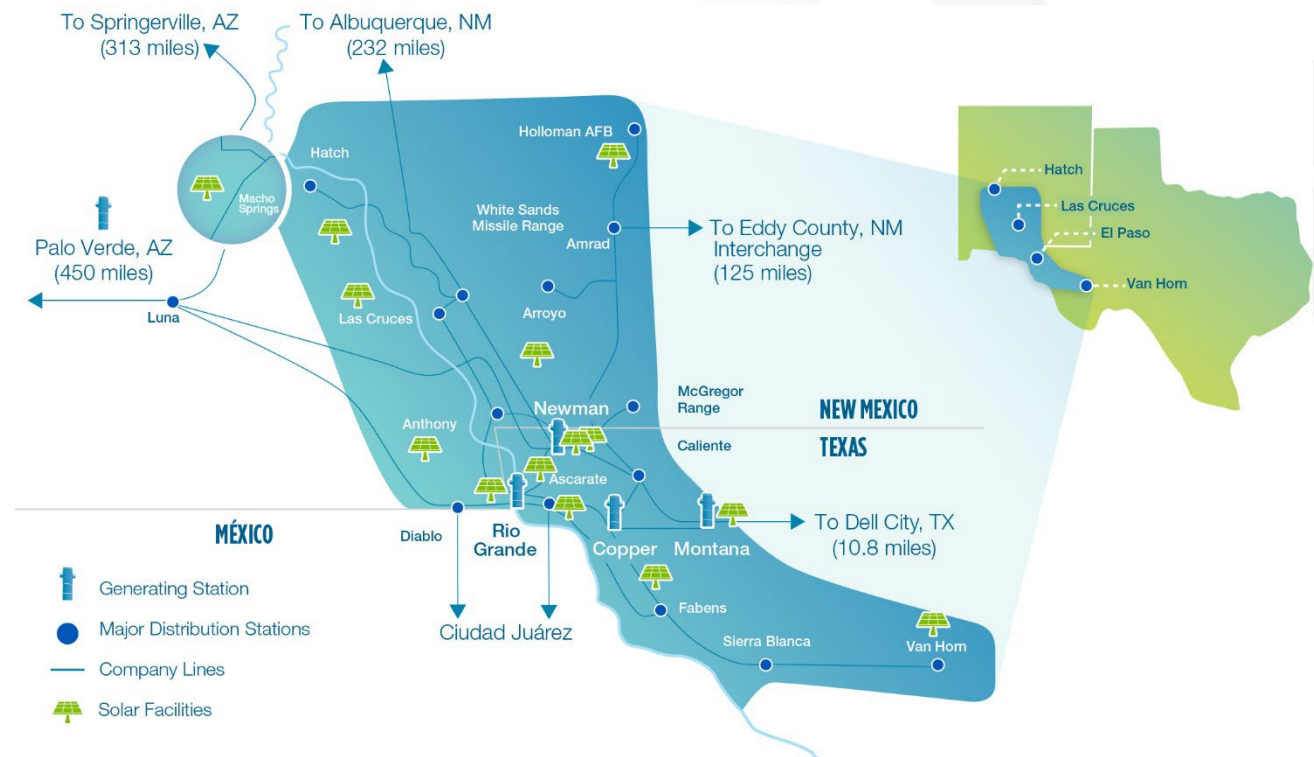 To Springerville, AZ
(313 miles)
To Albuquerque, NM
(232 miles)
Holloman AFB
Hatch
Macho
Springs
White Sands
Missile Range
Amrad
To Eddy County, NM
Interchange
(125 miles)
Palo Verde, AZ
(450 miles)
Luna
Las Cruces
Arroyo
Newman
McGregor
Range
NEW MEXICO
Anthony
Caliente
TEXAS
Ascarate
MÉXICO
Diablo
Rio
Grande
Copper
Montana
To Dell City, TX
(10.8 miles)
Ciudad Juárez
Fabens
Sierra Blanca
Van Horn
Generating Station
Major Distribution Stations
Company Lines
Solar Facilities
Hatch
Las Cruces
El Paso
Van Horn